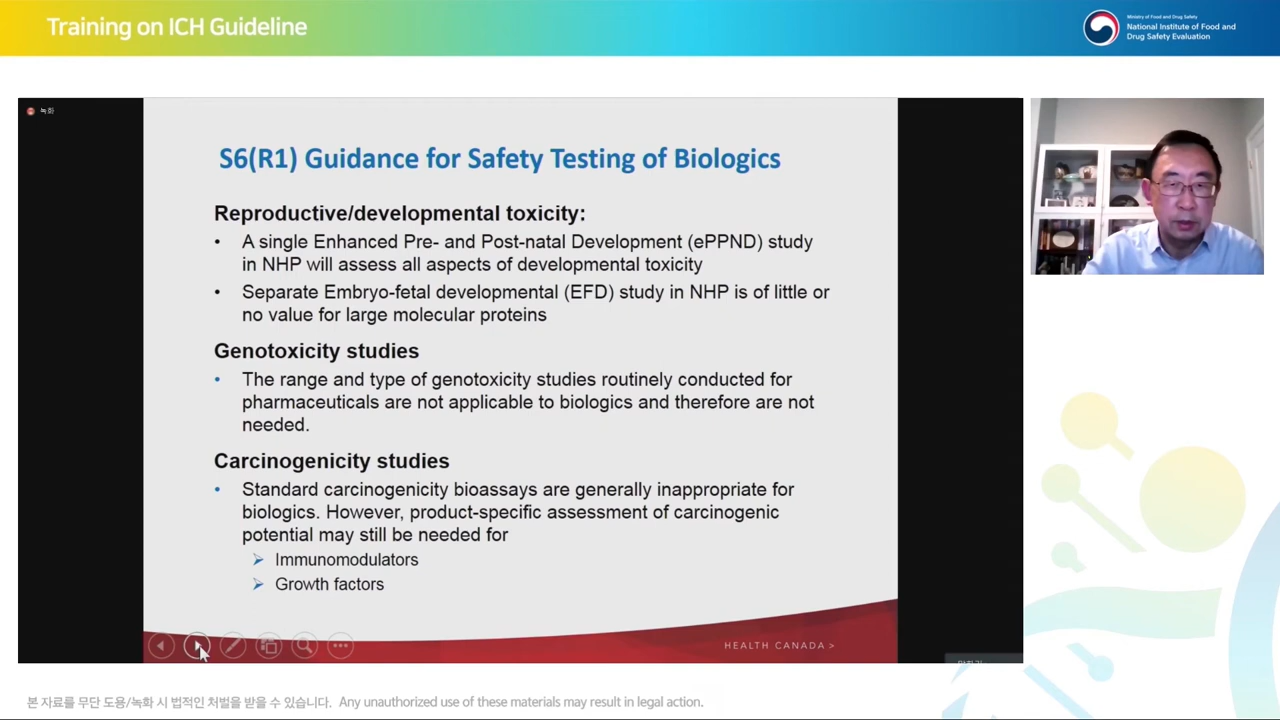 Training on ICH Guideline
Ministry of Food and Drug Safety
National Institute of Food and
Drug Safety Evaluation
녹화
S6(R1) Guidance for Safety Testing of Biologics
Reproductive/developmental toxicity:
• A single Enhanced Pre- and Post-natal Development (ePPND) study
in NHP will assess all aspects of developmental toxicity
• Separate Embryo-fetal developmental (EFD) study in NHP is of little or
no value for large molecular proteins
Genotoxicity studies
• The range and type of genotoxicity studies routinely conducted for
pharmaceuticals are not applicable to biologics and therefore are not
needed.
Carcinogenicity studies
• Standard carcinogenicity bioassays are generally inappropriate for
biologics. However, product-specific assessment of carcinogenic
potential may still be needed for
➢ Immunomodulators
➢ Growth factors
HEALTH CANADA >
본 자료를 무단 도용/녹화 시 법적인 처벌을 받을 수 있습니다. Any unauthorized use of these materials may result in legal action.